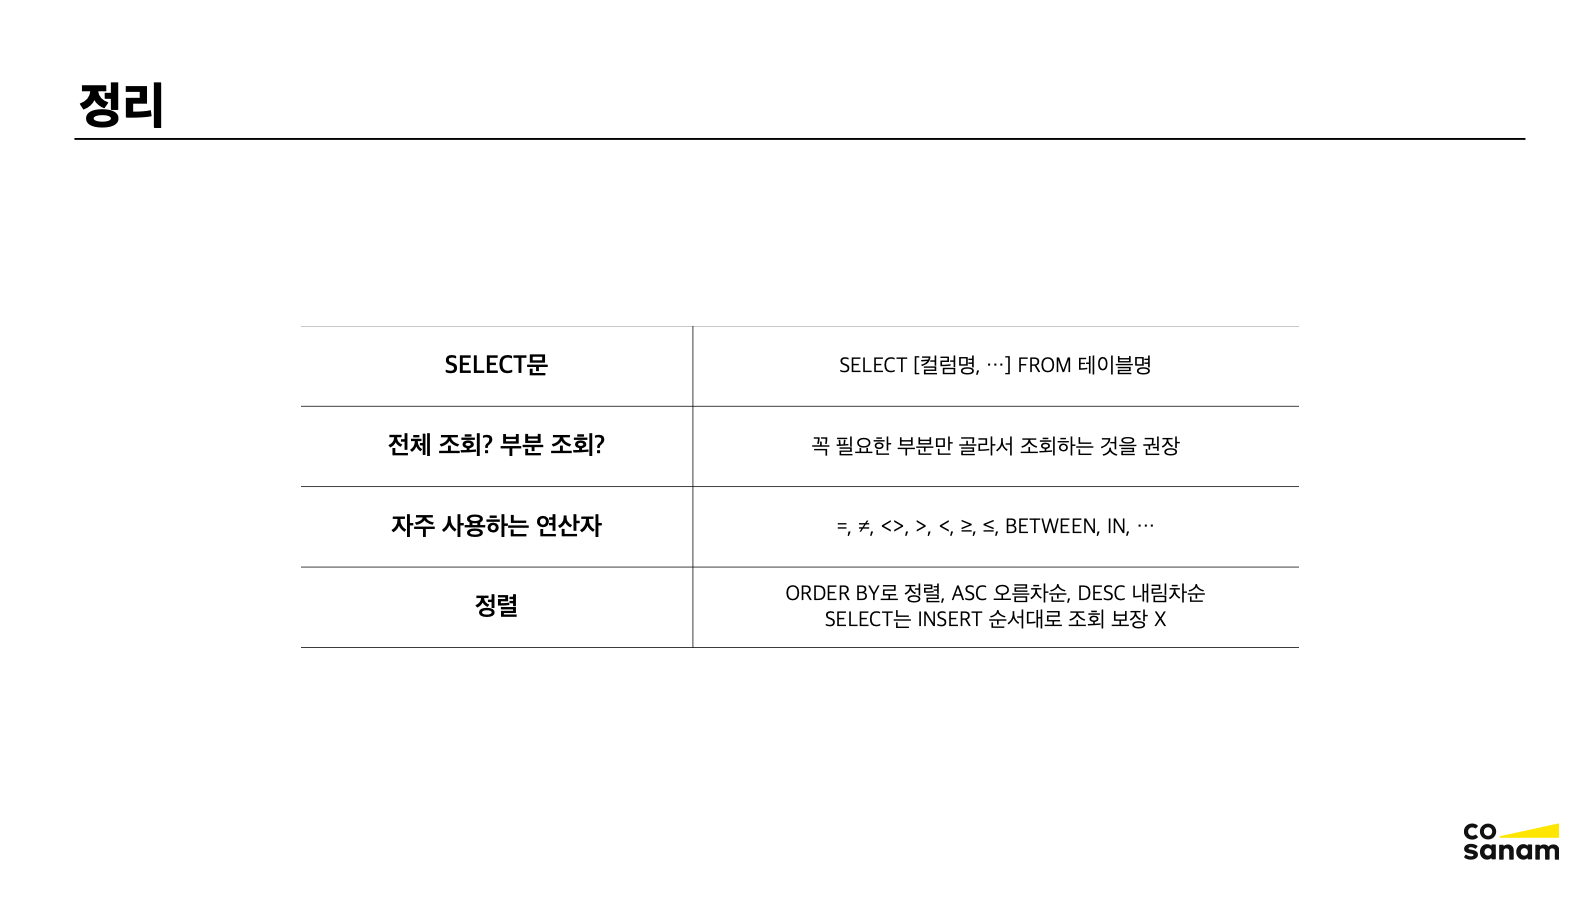 정리
SELECT문
SELECT [컬럼명, …] FROM 테이블명
전체 조회? 부분 조회?
꼭 필요한 부분만 골라서 조회하는 것을 권장
자주 사용하는 연산자
=, ≠, <>, >, <, ≥, ≤, BETWEEN, IN, …
정렬
ORDER BY로 정렬, ASC 오름차순, DESC 내림차순
SELECT는 INSERT 순서대로 조회 보장 X
co
sanam